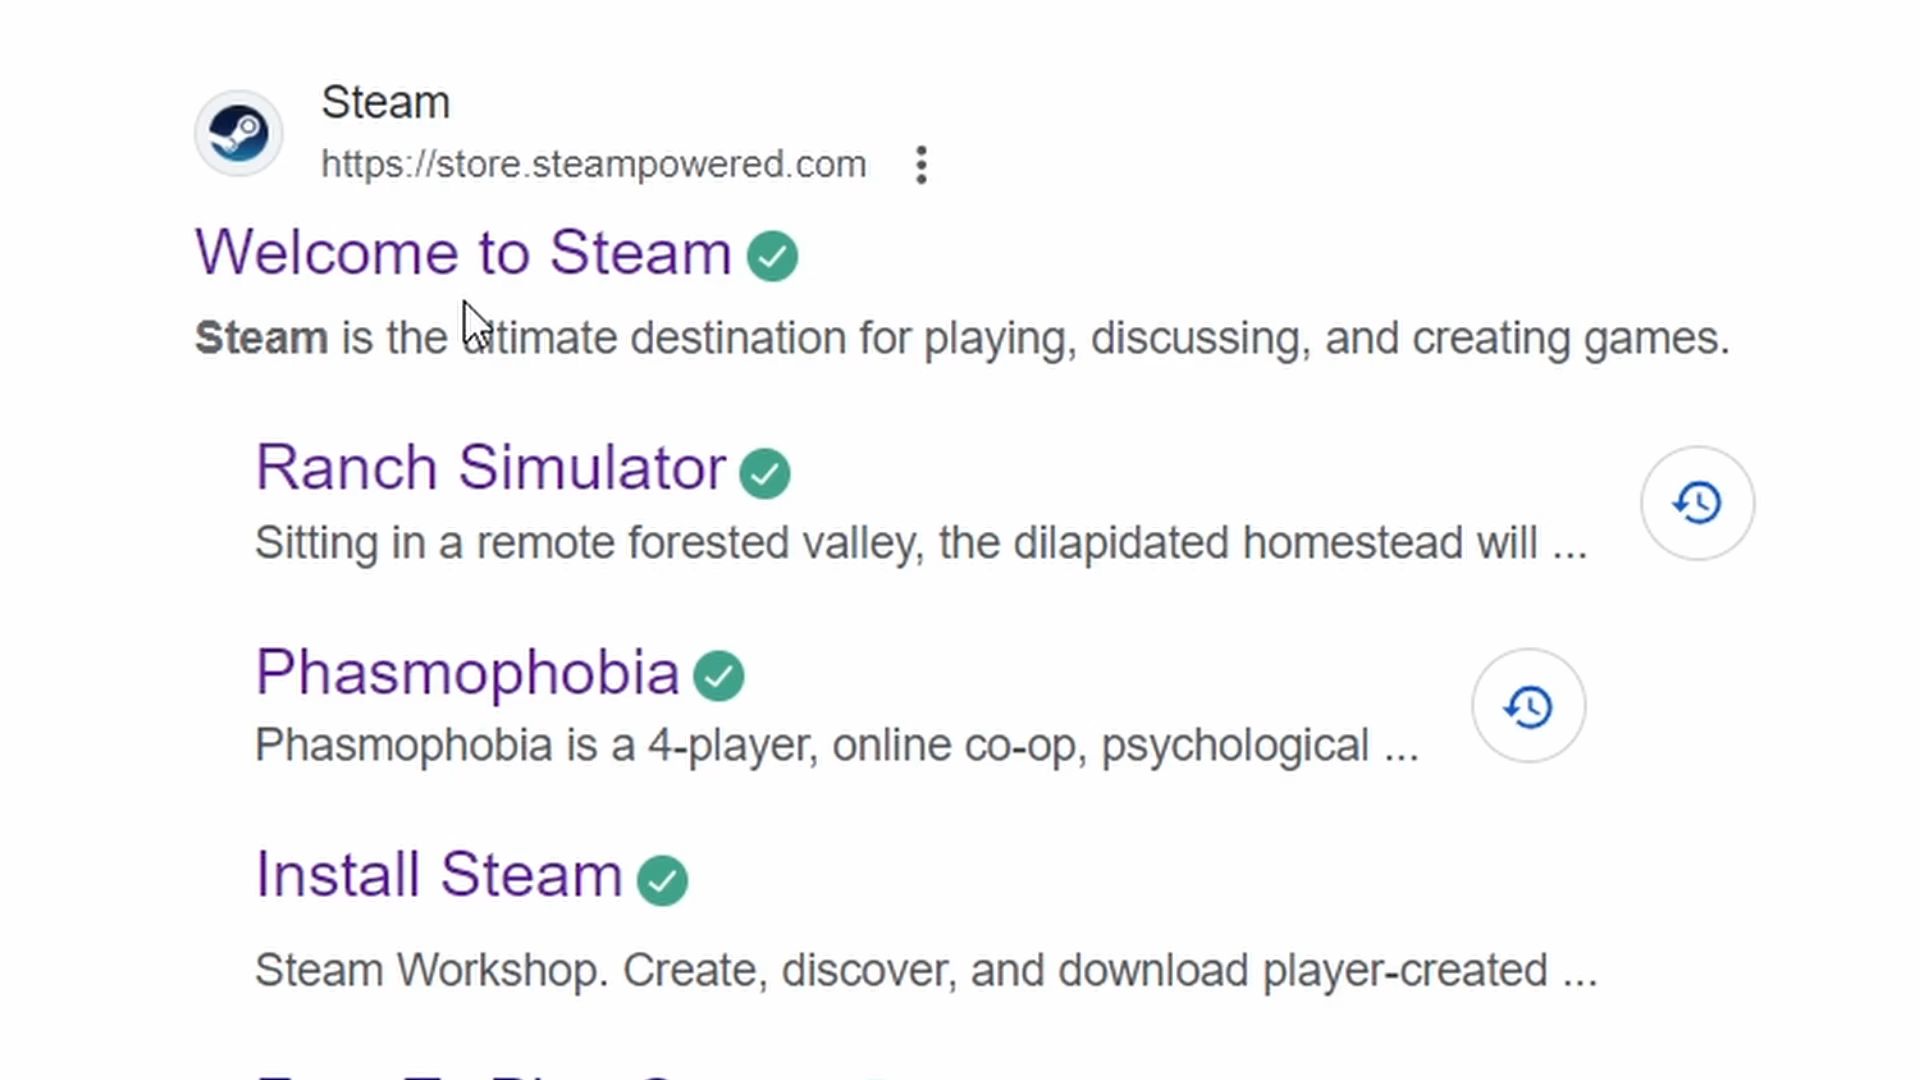 Steam
https://store.steampowered.com
Welcome to Steam
Steam is the ultimate destination for playing, discussing, and creating games.
Ranch Simulator
Sitting in a remote forested valley, the dilapidated homestead will ...
Phasmophobia
Phasmophobia is a 4-player, online co-op, psychological ...
Install Steam
Steam Workshop. Create, discover, and download player-created ...